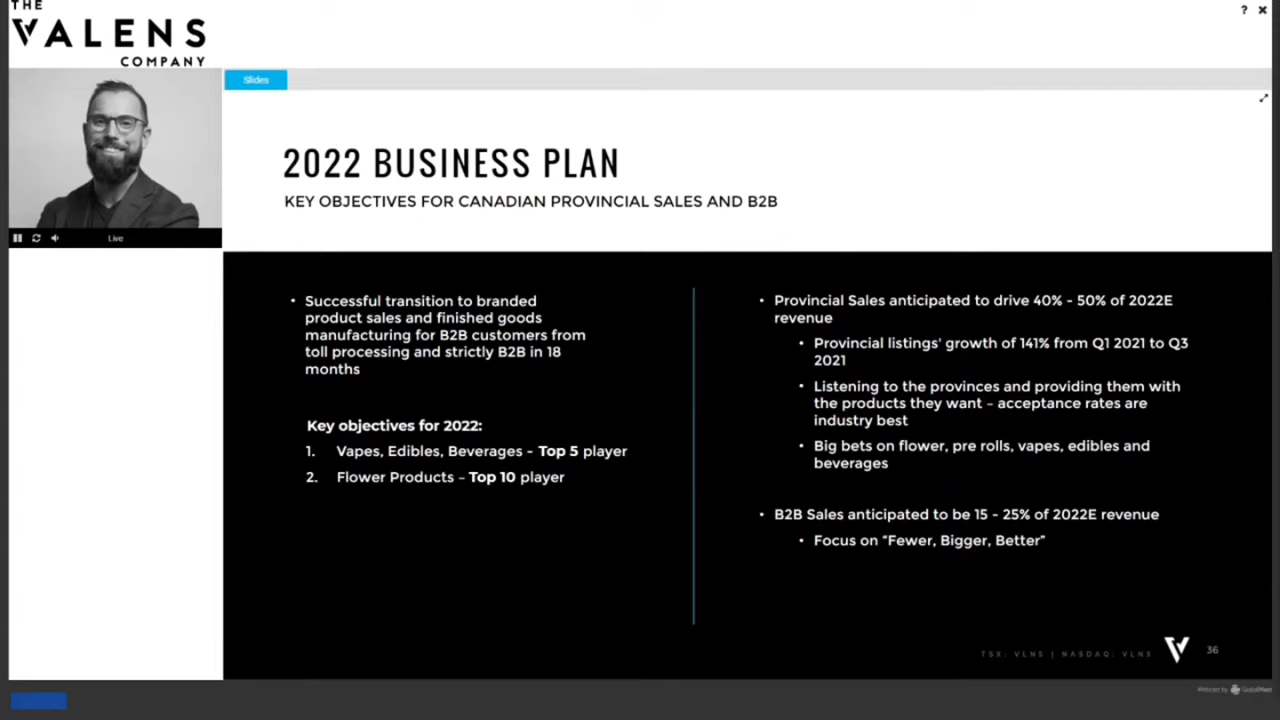 THE
VALENS
COMPANY
? ×
Slides
Live
2022 BUSINESS PLAN
KEY OBJECTIVES FOR CANADIAN PROVINCIAL SALES AND B2B
• Successful transition to branded
product sales and finished goods
manufacturing for B2B customers from
toll processing and strictly B2B in 18
months
Key objectives for 2022:
1. Vapes, Edibles, Beverages - Top 5 player
2. Flower Products – Top 10 player
• Provincial Sales anticipated to drive 40% - 50% of 2022E
revenue
• Provincial listings' growth of 141% from Q1 2021 to Q3
2021
• Listening to the provinces and providing them with
the products they want – acceptance rates are
industry best
• Big bets on flower, pre rolls, vapes, edibles and
beverages
• B2B Sales anticipated to be 15 - 25% of 2022E revenue
• Focus on “Fewer, Bigger, Better”
TSX: VLNS | NASDAQ: VLNS
36
Webcast by GlobalMeet